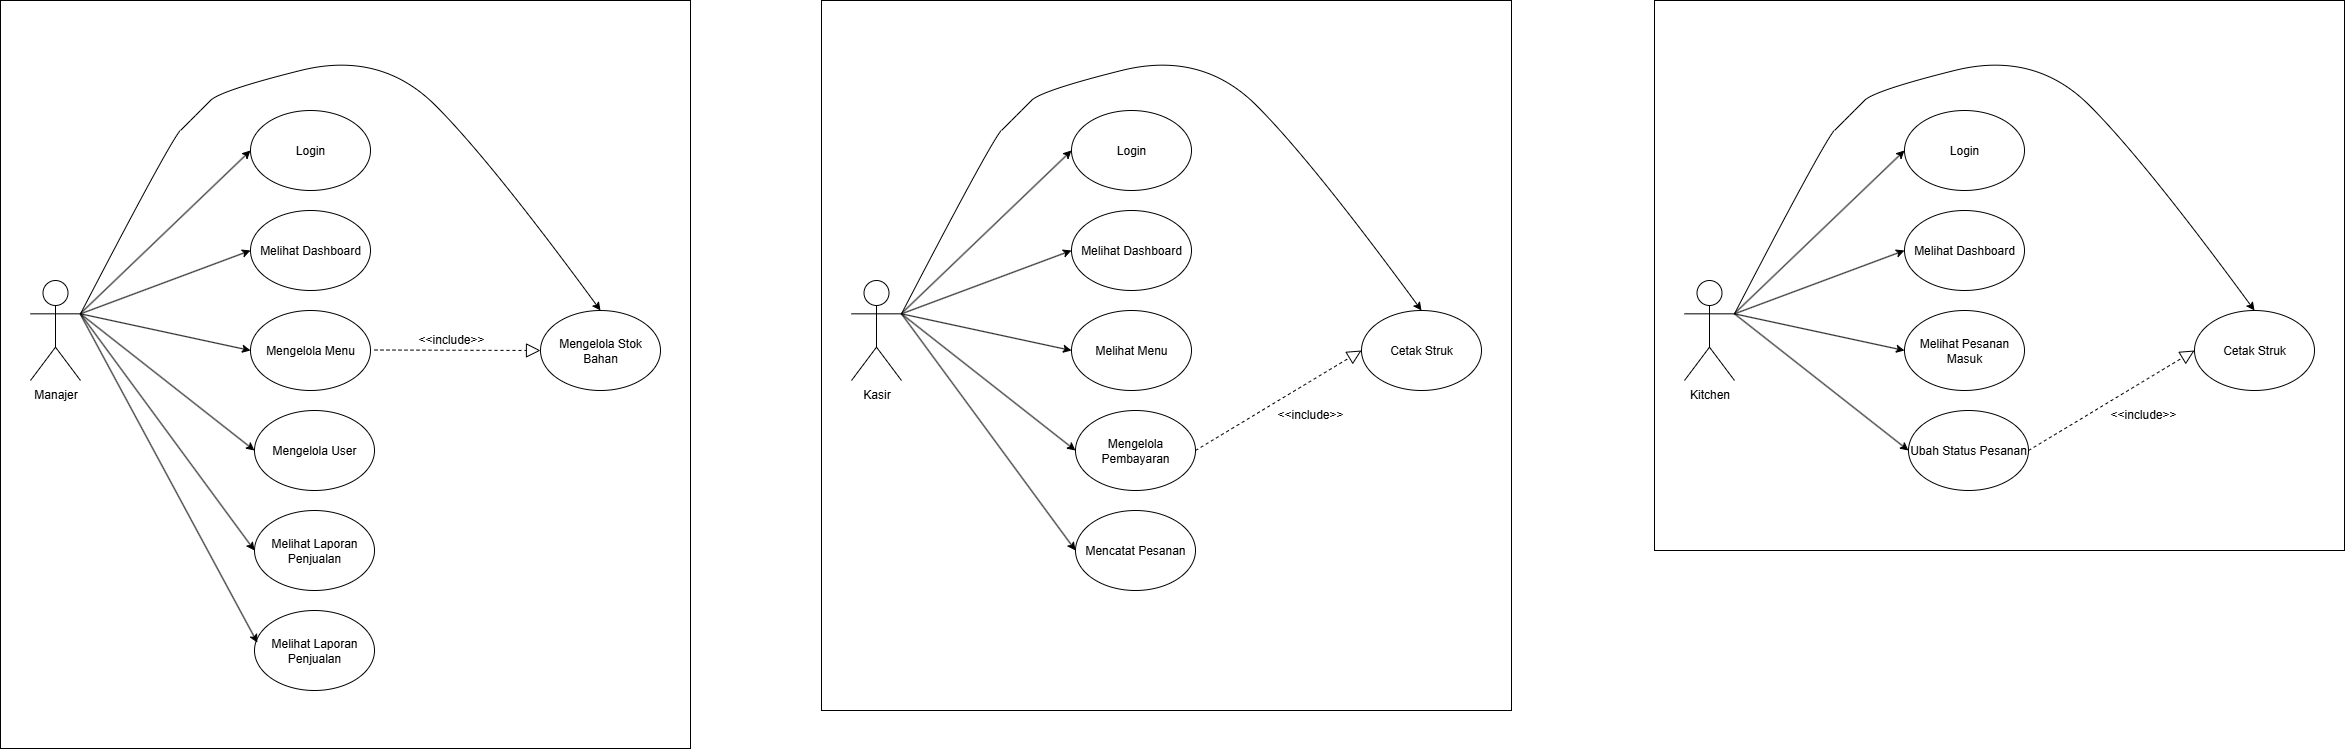 Login
Melihat Dashboard
Mengelola Menu
<<include>>
Mengelola Stok
Bahan
Manajer
Mengelola User
Melihat Laporan
Penjualan
Melihat Laporan
Penjualan
Login
Melihat Dashboard
Melihat Menu
Cetak Struk
Kasir
<<include>>
Mengelola
Pembayaran
Mencatat Pesanan
Login
Melihat Dashboard
Melihat Pesanan
Masuk
Cetak Struk
Kitchen
<<include>>
Ubah Status Pesanan